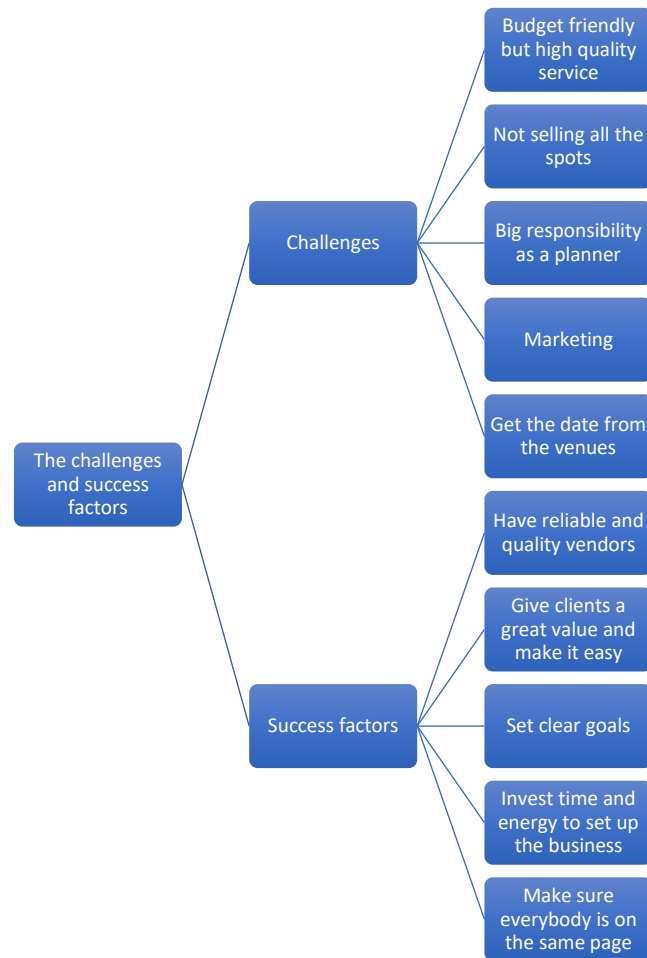 The challenges
and success
factors
Challenges
Budget friendly
but high quality
service
Not selling all the
spots
Big responsibility
as a planner
Marketing
Get the date from
the venues
Success factors
Have reliable and
quality vendors
Give clients a
great value and
make it easy
Set clear goals
Invest time and
energy to set up
the business
Make sure
everybody is on
the same page